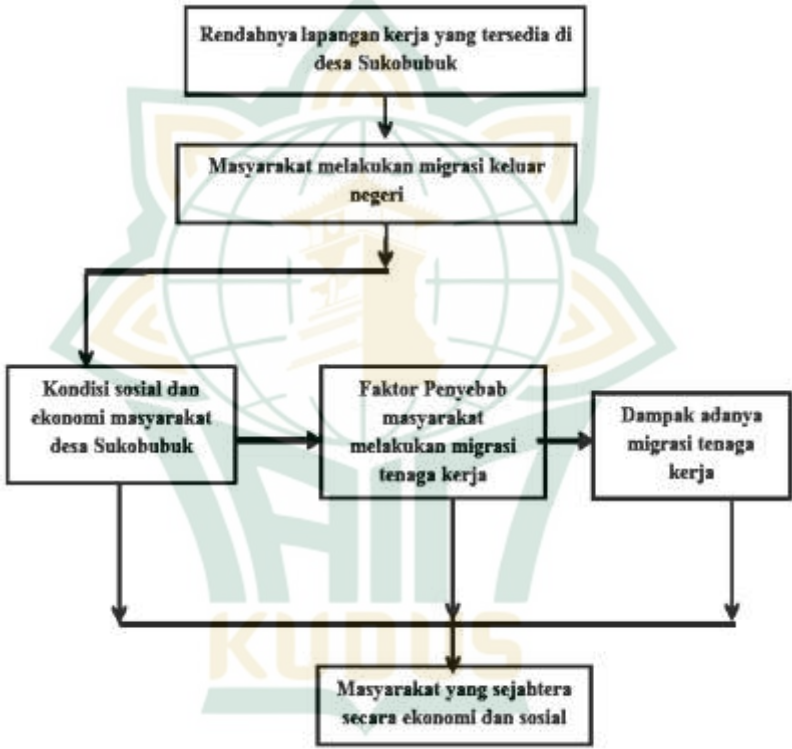 Rendahnya lapangan kerja yang tersedia di
desa Sukobubuk
Masyarakat melakukan migrasi keluar
negeri
Kondisi sosial dan
ekonomi masyarakat
desa Sukobubuk
Faktor Penyebab
masyarakat
melakukan migrasi
tenaga kerja
Dampak adanya
migrasi tenaga
kerja
IAIN
KUDUS
Masyarakat yang sejahtera
secara ekonomi dan sosial